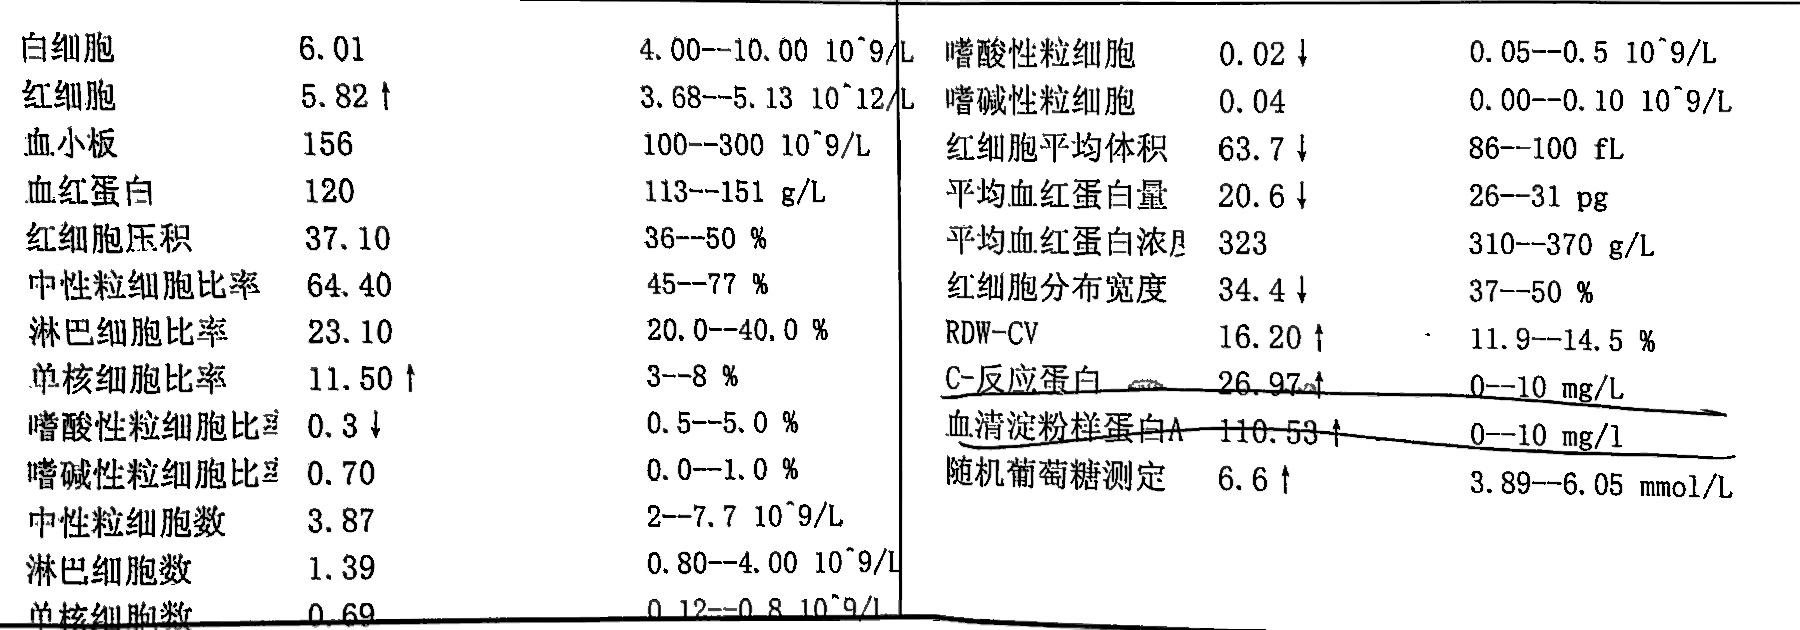 白细胞 6.01 4.00--10.00 10^9/L
红细胞 5.82↑ 3.68--5.13 10^12/L
血小板 156 100--300 10^9/L
血红蛋白 120 113--151 g/L
红细胞压积 37.10 36--50 %
中性粒细胞比率 64.40 45--77 %
淋巴细胞比率 23.10 20.0--40.0 %
单核细胞比率 11.50↑ 3--8 %
嗜酸性粒细胞比 0.3↓ 0.5--5.0 %
嗜碱性粒细胞比 0.70 0.0--1.0 %
中性粒细胞数 3.87 2--7.7 10^9/L
淋巴细胞数 1.39 0.80--4.00 10^9/L
单核细胞数 0.69 0.12--0.8 10^9/L
嗜酸性粒细胞 0.02↓ 0.05--0.5 10^9/L
嗜碱性粒细胞 0.04 0.00--0.10 10^9/L
红细胞平均体积 63.7↓ 86--100 fL
平均血红蛋白量 20.6↓ 26--31 pg
平均血红蛋白浓 323 310--370 g/L
红细胞分布宽度 34.4↓ 37--50 %
RDW-CV 16.20↑ 11.9--14.5 %
C-反应蛋白 26.97↑ 0--10 mg/L
血清淀粉样蛋白A 110.53↑ 0--10 mg/l
随机葡萄糖测定 6.6↑ 3.89--6.05 mmol/L